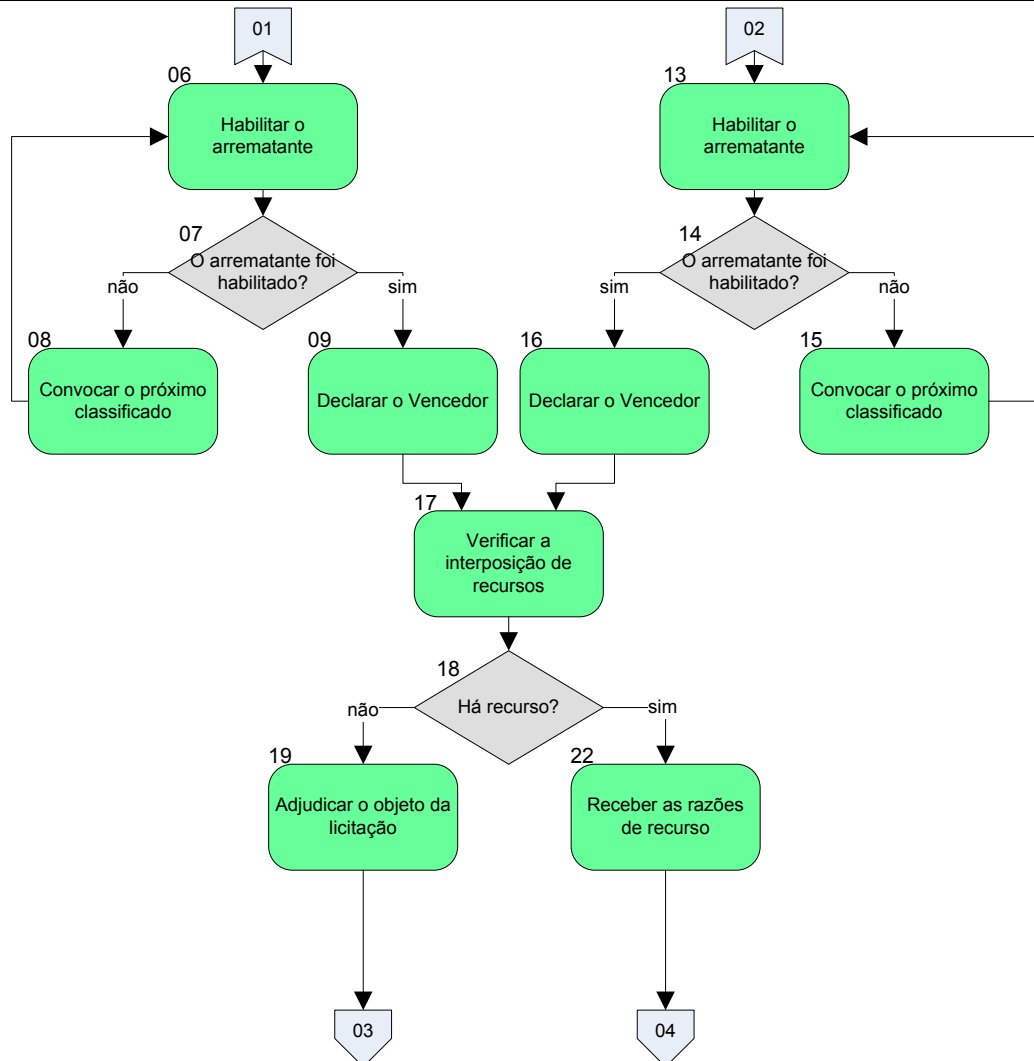 01
02
06
Habilitar o
arrematante
13
Habilitar o
arrematante
07
O arrematante foi
habilitado?
não
sim
14
O arrematante foi
habilitado?
sim
não
08
Convocar o próximo
classificado
09
Declarar o Vencedor
16
Declarar o Vencedor
15
Convocar o próximo
classificado
17
Verificar a
interposição de
recursos
18
Há recurso?
não
sim
19
Adjudicar o objeto da
licitação
22
Receber as razões
de recurso
03
04